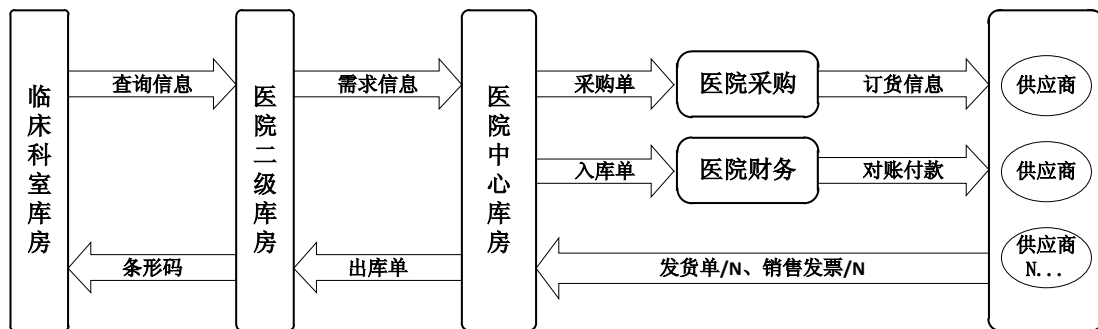 临床科室库房
查询信息
条形码
医院二级库房
需求信息
出库单
医院中心库房
采购单
医院采购
订货信息
入库单
医院财务
对账付款
发货单/N、销售发票/N
供应商
供应商
供应商
N...